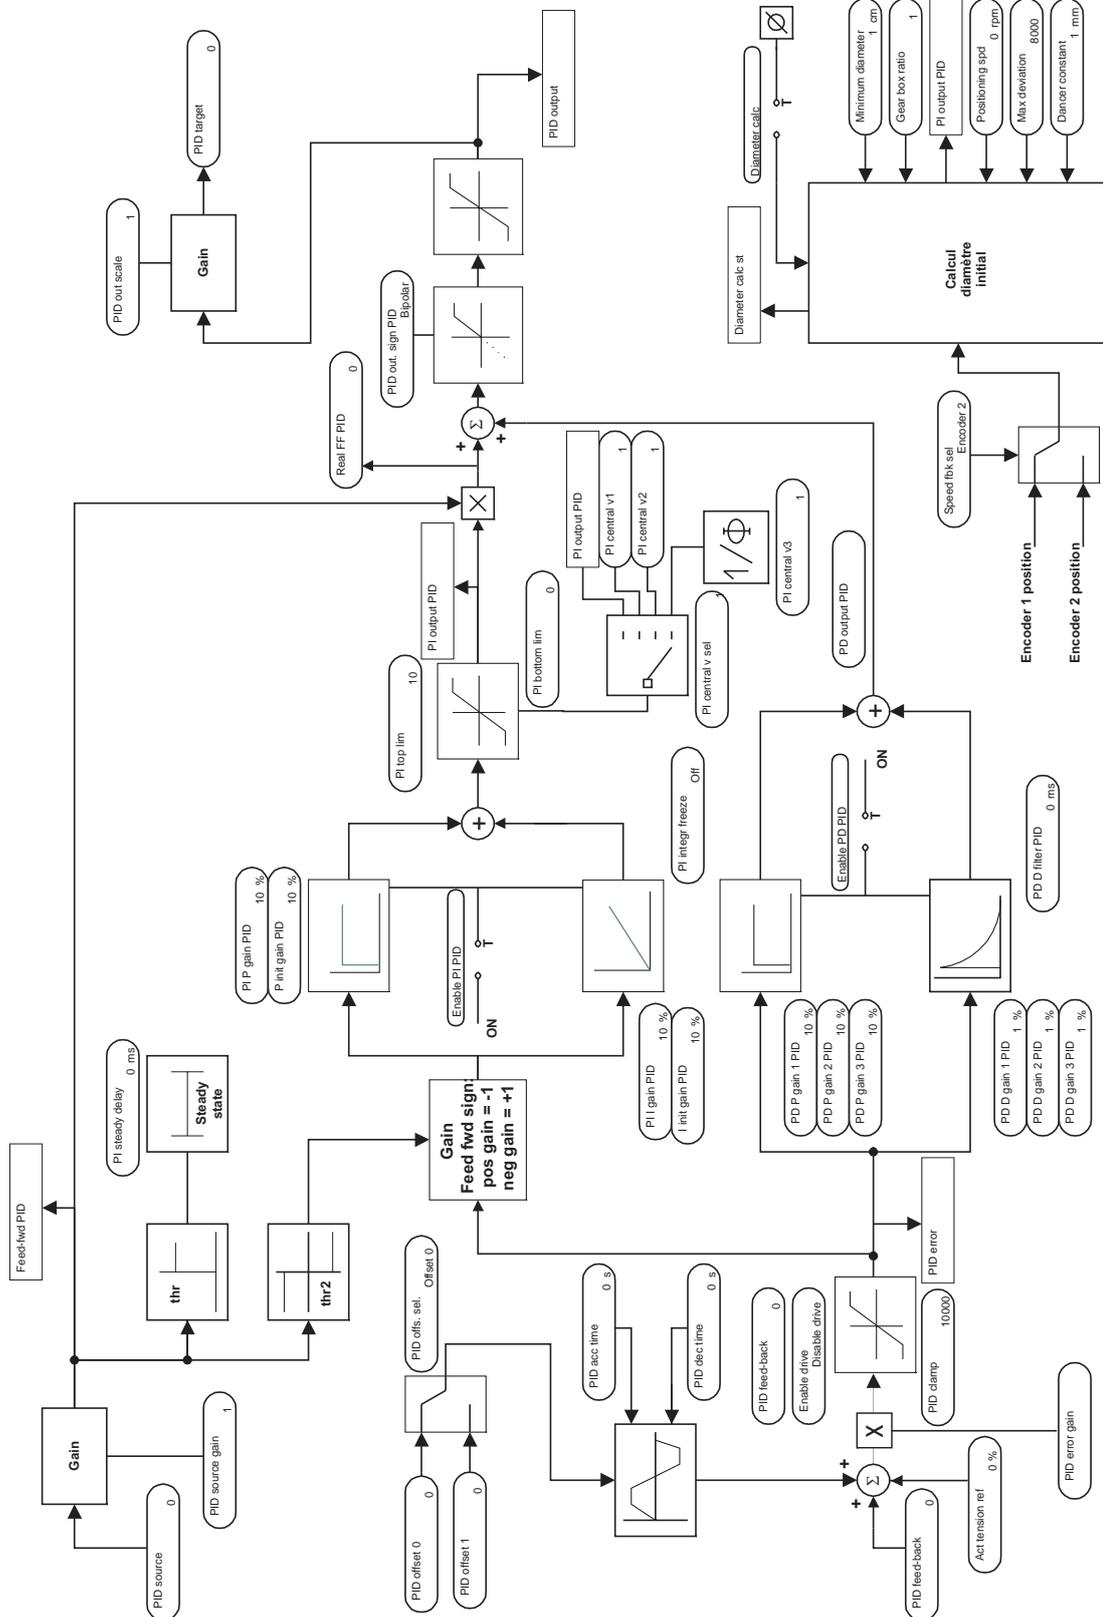 PID source
0
Gain
PID source gain
1
Feed-fwd PID
thr
PI steady delay
0 ms
Steady
state
thr2
PID offset 0
0
PID offset 1
0
PID offs. sel.
Offset 0
Gain
Feed fwd sign:
pos gain = -1
neg gain = +1
PI P gain PID
10 %
P init gain PID
10 %
Enable PI PID
ON
T
PI I gain PID
10 %
I init gain PID
10 %
PI integr freeze
Off
+
PI top lim
10
PI output PID
PI bottom lim
0
PI output PID
PI central v1
1
PI central v2
1
1/Φ
PI central v3
1
PI central v sel
1
X
Real FF PID
0
+
Σ
+
PID out. sign PID
Bipolar
PID output
PID out scale
1
Gain
PID target
0
PID acc time
0 s
PID dec time
0 s
PID feed-back
0
Enable drive
Disable drive
+
+
Σ
X
PID feed-back
0
Act tension ref
0 %
PID error gain
PID clamp
10000
PID error
PD P gain 1 PID
10 %
PD P gain 2 PID
10 %
PD P gain 3 PID
10 %
PD D gain 1 PID
1 %
PD D gain 2 PID
1 %
PD D gain 3 PID
1 %
Enable PD PID
T
ON
PD D filter PID
0 ms
+
PD output PID
Encoder 1 position
Encoder 2 position
Speed fbk sel
Encoder 2
Diameter calc st
Diameter calc
T
Ø
Calcul
diamètre
initial
Minimum diameter
1 cm
Gear box ratio
1
PI output PID
Positioning spd
0 rpm
Max deviation
8000
Dancer constant
1 mm